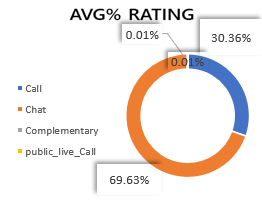 AVG% RATING
0.01%
30.36%
0.01%
Call
Chat
Complementary
public_live_Call
69.63%